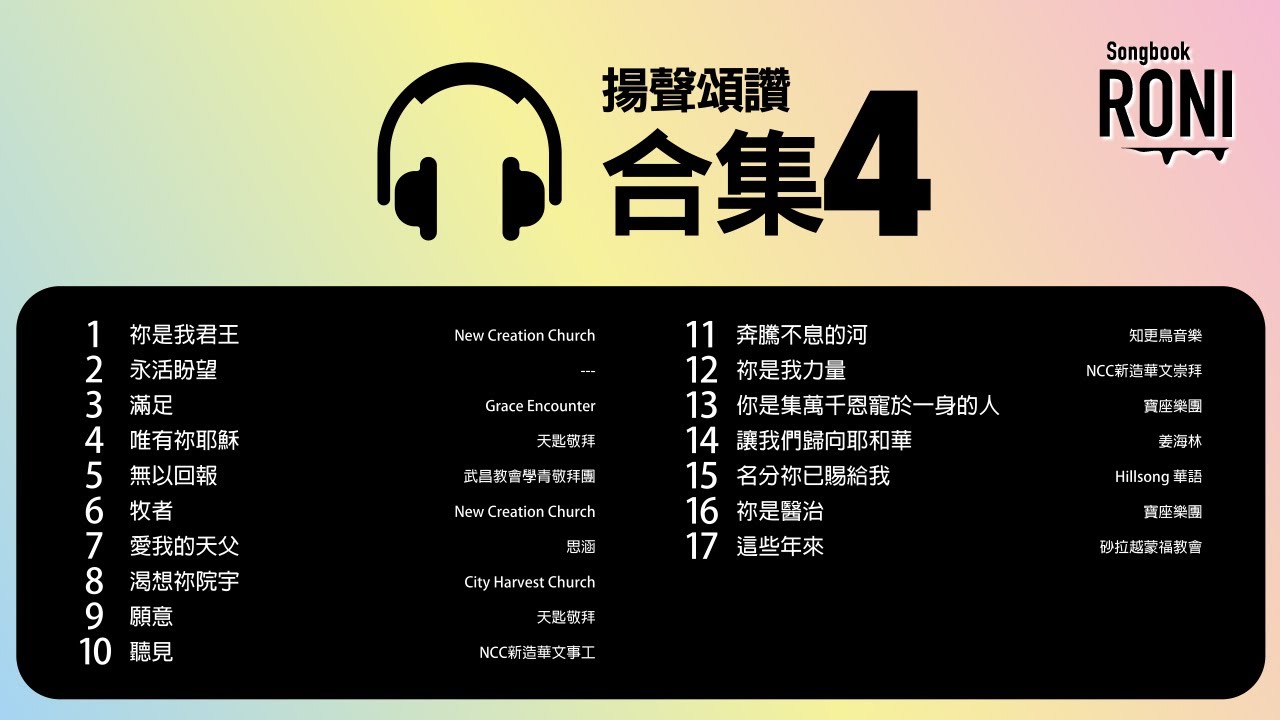 揚聲頌讚
合集4
Songbook
RONI
1 祢是我君王 New Creation Church
2 永活盼望 ---
3 滿足 Grace Encounter
4 唯有祢耶穌 天匙敬拜
5 無以回報 武昌教會學青敬拜團
6 牧者 New Creation Church
7 愛我的天父 思涵
8 渴想祢院宇 City Harvest Church
9 願意 天匙敬拜
10 聽見 NCC新造華文事工
11 奔騰不息的河 知更鳥音樂
12 祢是我力量 NCC新造華文崇拜
13 你是集萬千恩寵於一身的人 寶座樂團
14 讓我們歸向耶和華 姜海林
15 名分祢已賜給我 Hillsong 華語
16 祢是醫治 寶座樂團
17 這些年來 砂拉越蒙福教會